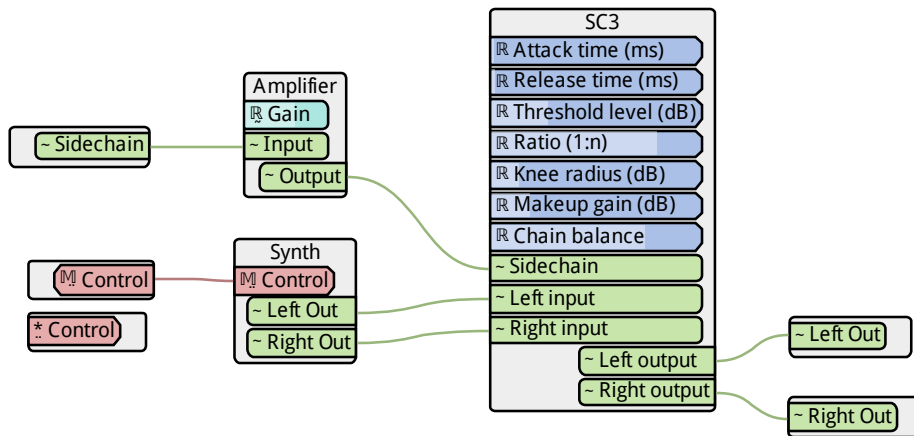 SC3
ℝ Attack time (ms)
ℝ Release time (ms)
ℝ Threshold level (dB)
ℝ Ratio (1:n)
ℝ Knee radius (dB)
ℝ Makeup gain (dB)
ℝ Chain balance
~ Sidechain
~ Left input
~ Right input
~ Left output
~ Right output
Amplifier
ℝ Gain
~ Input
~ Output
~ Sidechain
Synth
𝕄 Control
~ Left Out
~ Right Out
𝕄 Control
* Control
~ Left Out
~ Right Out